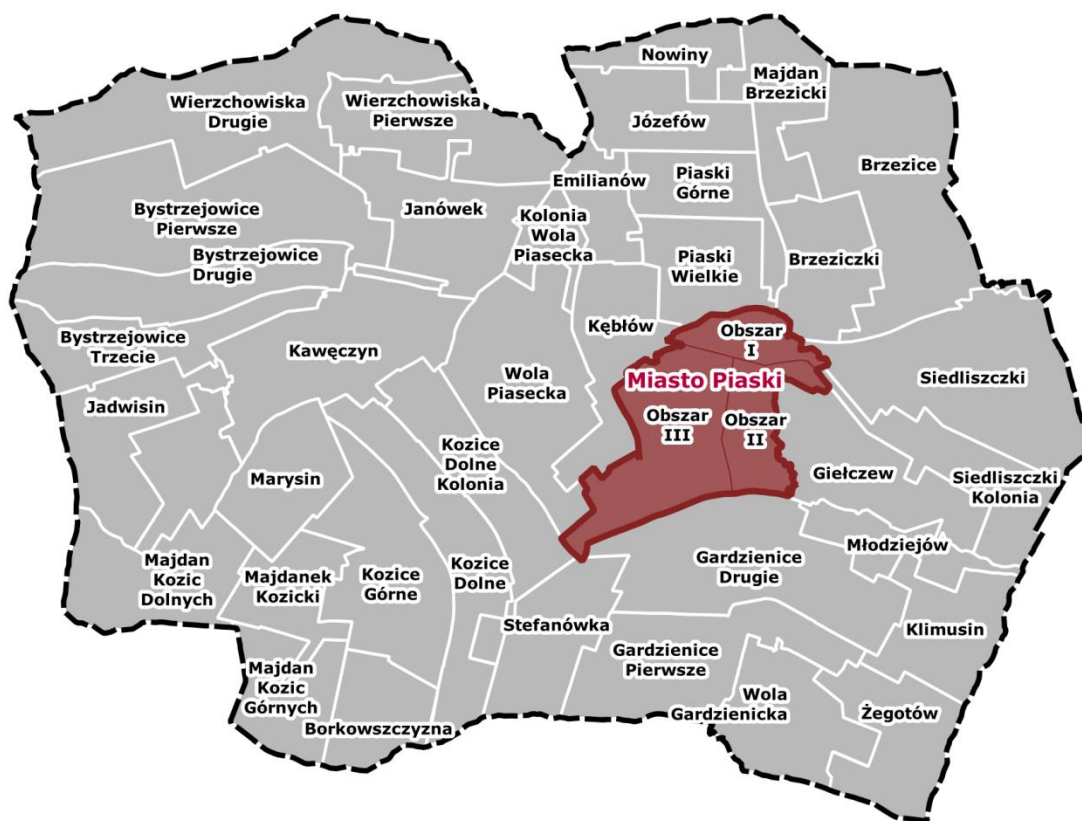 Nowiny
Majdan
Brzezicki
Wierzchowiska
Drugie
Wierzchowiska
Pierwsze
Józefów
Brzezice
Emilianów
Piaski
Górne
Bystrzejowice
Pierwsze
Janówek
Kolonia
Wola
Piasecka
Bystrzejowice
Drugie
Piaski
Wielkie
Brzeziczki
Kębłów
Obszar
I
Bystrzejowice
Trzecie
Kawęczyn
Wola
Piasecka
Miasto Piaski
Siedliszczki
Jadwisin
Obszar
III
Obszar
II
Kozice
Dolne
Kolonia
Marysin
Giełczew
Siedliszczki
Kolonia
Młodziejów
Majdan
Kozic
Dolnych
Majdanek
Kozicki
Kozice
Górne
Kozice
Dolne
Gardzienice
Drugie
Stefanówka
Klimusin
Gardzienice
Pierwsze
Majdan
Kozic
Górnych
Wola
Gardzienicka
Żegotów
Borkowszczyzna